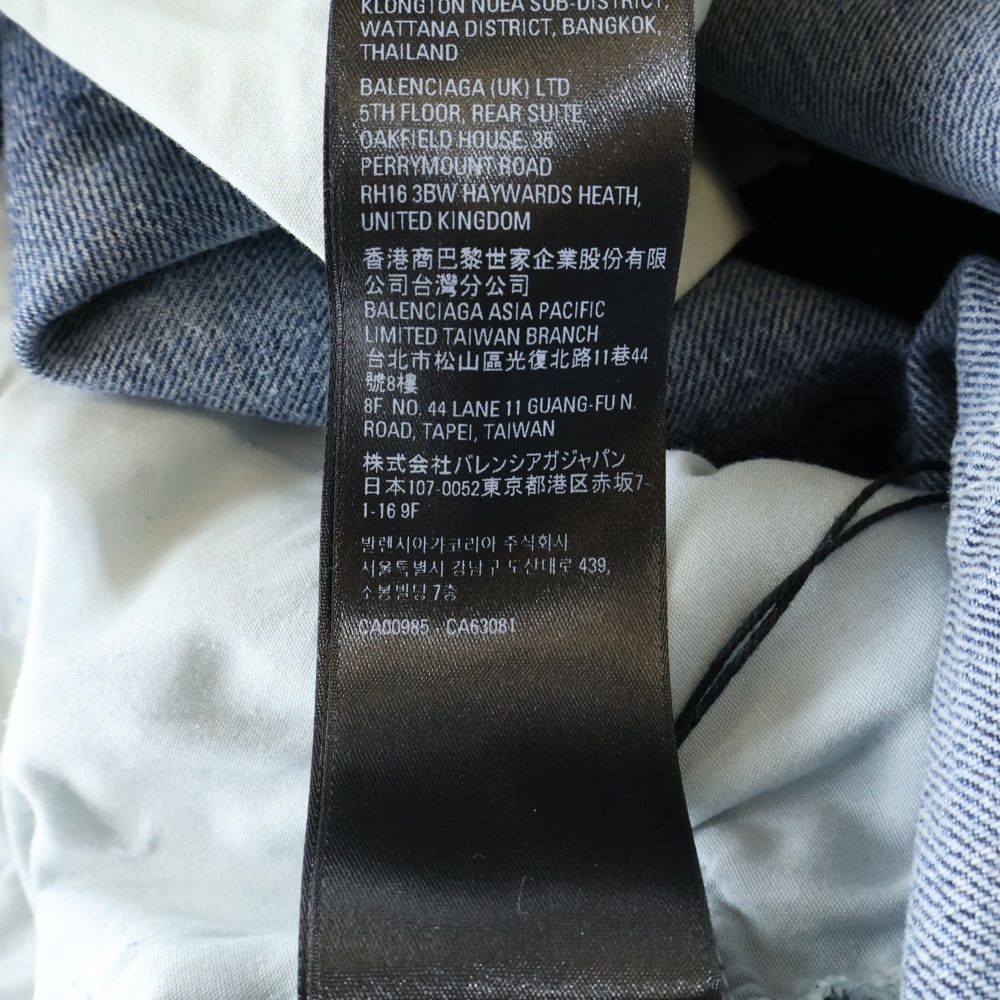 KLONGTON NUEA SUB-DISTRICT,
WATTANA DISTRICT, BANGKOK,
THAILAND
BALENCIAGA (UK) LTD
5TH FLOOR, REAR SUITE,
OAKFIELD HOUSE, 35
PERRYMOUNT ROAD
RH16 3BW HAYWARDS HEATH,
UNITED KINGDOM
香港商巴黎世家企業股份有限
公司台灣分公司
BALENCIAGA ASIA PACIFIC
LIMITED TAIWAN BRANCH
台北市松山區光復北路11巷44
號8樓
8F. NO. 44 LANE 11 GUANG-FU N.
ROAD, TAPEI, TAIWAN
株式会社バレンシアガジャパン
日本107-0052東京都港区赤坂7-
1-16 9F
발렌시아가코리아 주식회사
서울특별시 강남구 도산대로 439,
소봉빌딩 7층
CA00985 - CA63081